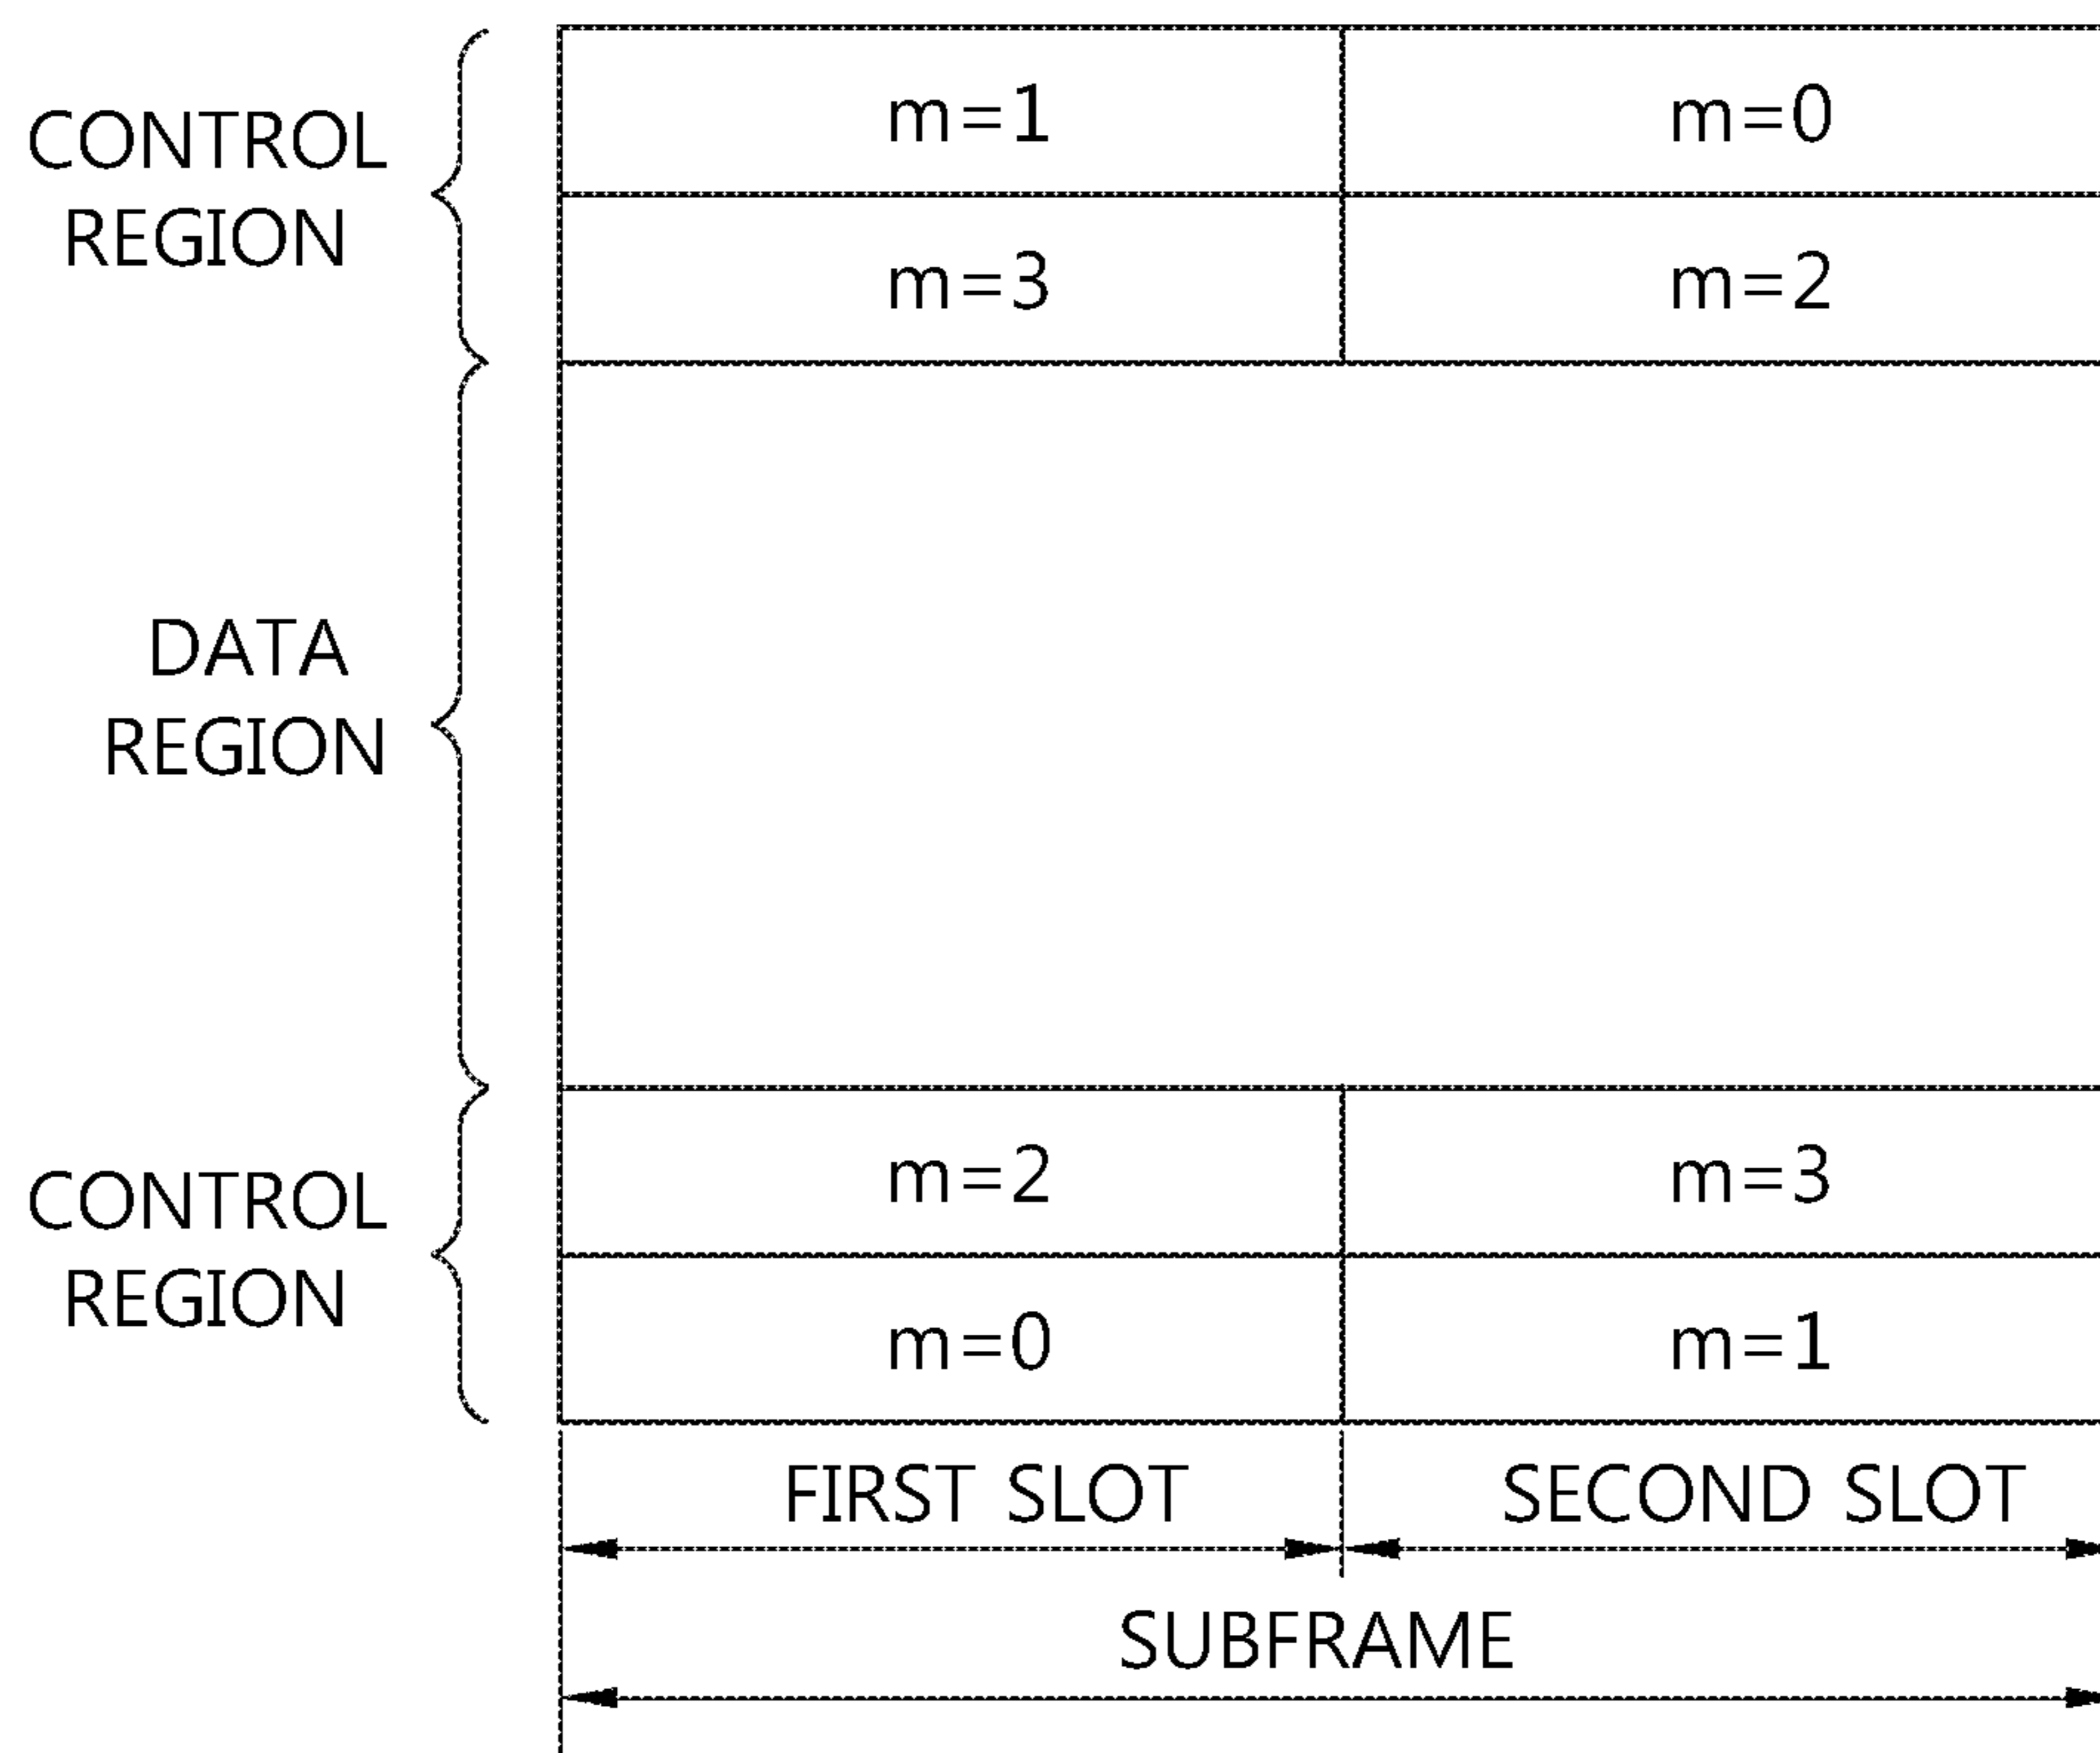 CONTROL
REGION
m=1
m=0
m=3
m=2
DATA
REGION
CONTROL
REGION
m=2
m=3
m=0
m=1
FIRST SLOT
SECOND SLOT
SUBFRAME